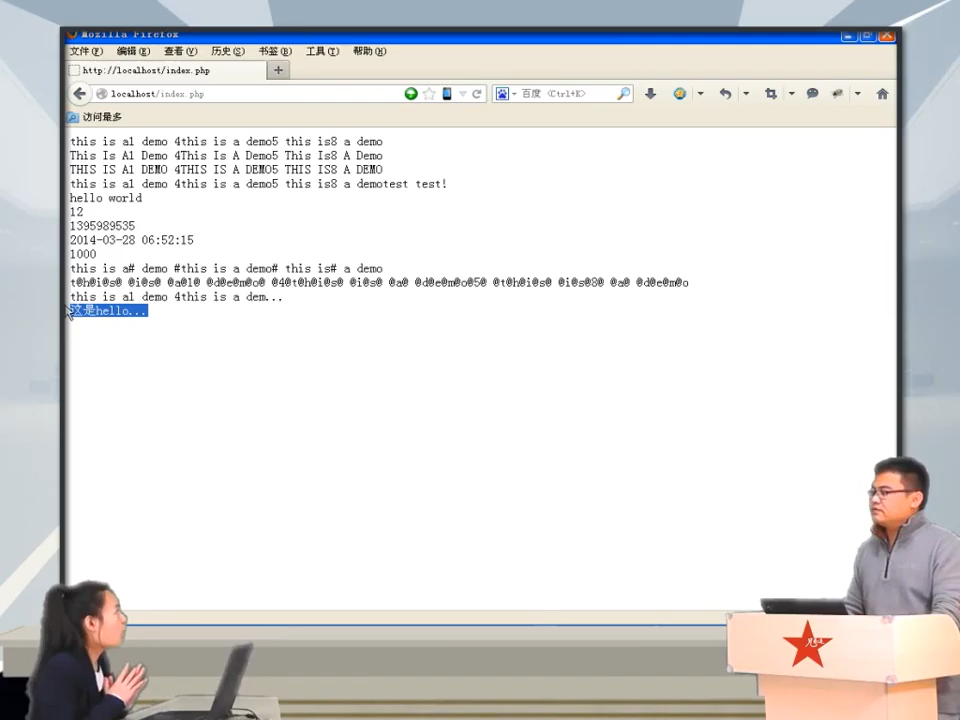 Mozilla Firefox
文件(F) 编辑(E) 查看(V) 历史(S) 书签(B) 工具(T) 帮助(H)
http://localhost/index.php +
localhost/index.php 百度 <Ctrl+K>
访问最多
this is a1 demo 4this is a demo5 this is8 a demo
This Is A1 Demo 4This Is A Demo5 This Is8 A Demo
THIS IS A1 DEMO 4THIS IS A DEMO5 THIS IS8 A DEMO
this is a1 demo 4this is a demo5 this is8 a demotest test!
hello world
12
1395989535
2014-03-28 06:52:15
1000
this is a# demo #this is a demo# this is# a demo
t@h@i@s@ @i@s@ @a@1@ @d@e@m@o@ @4@t@h@i@s@ @i@s@ @a@ @d@e@m@o@5@ @t@h@i@s@ @i@s@8@ @a@ @d@e@m@o
this is a1 demo 4this is a dem...
这是hello...